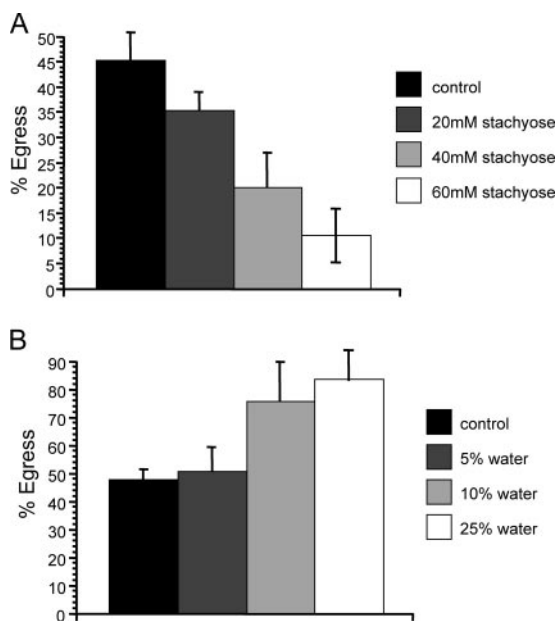 A
50
45
40
35
30
25
20
15
10
5
0
% Egress
control
20mM stachyose
40mM stachyose
60mM stachyose
B
90
80
70
60
50
40
30
20
10
0
% Egress
control
5% water
10% water
25% water